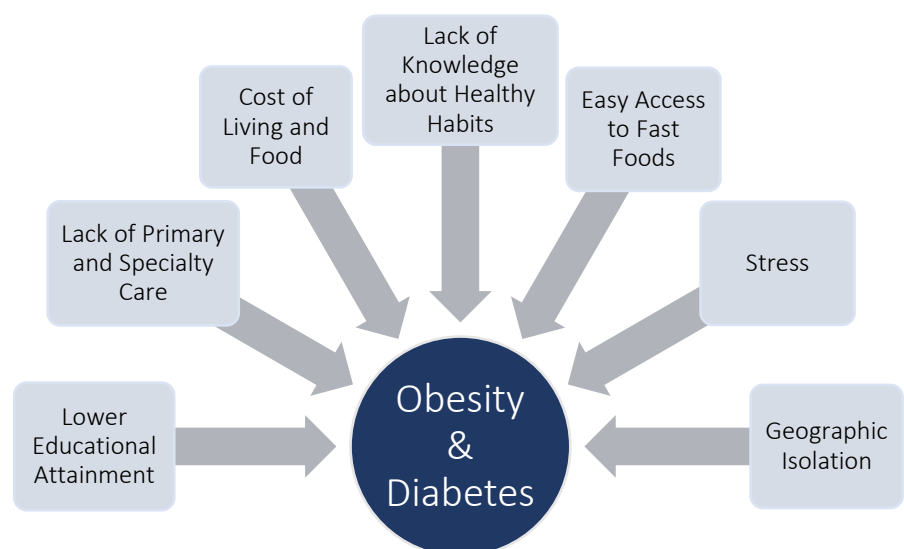 Lack of
Knowledge
about Healthy
Habits
Cost of
Living and
Food
Easy Access
to Fast
Foods
Lack of Primary
and Specialty
Care
Stress
Lower
Educational
Attainment
Obesity
&
Diabetes
Geographic
Isolation